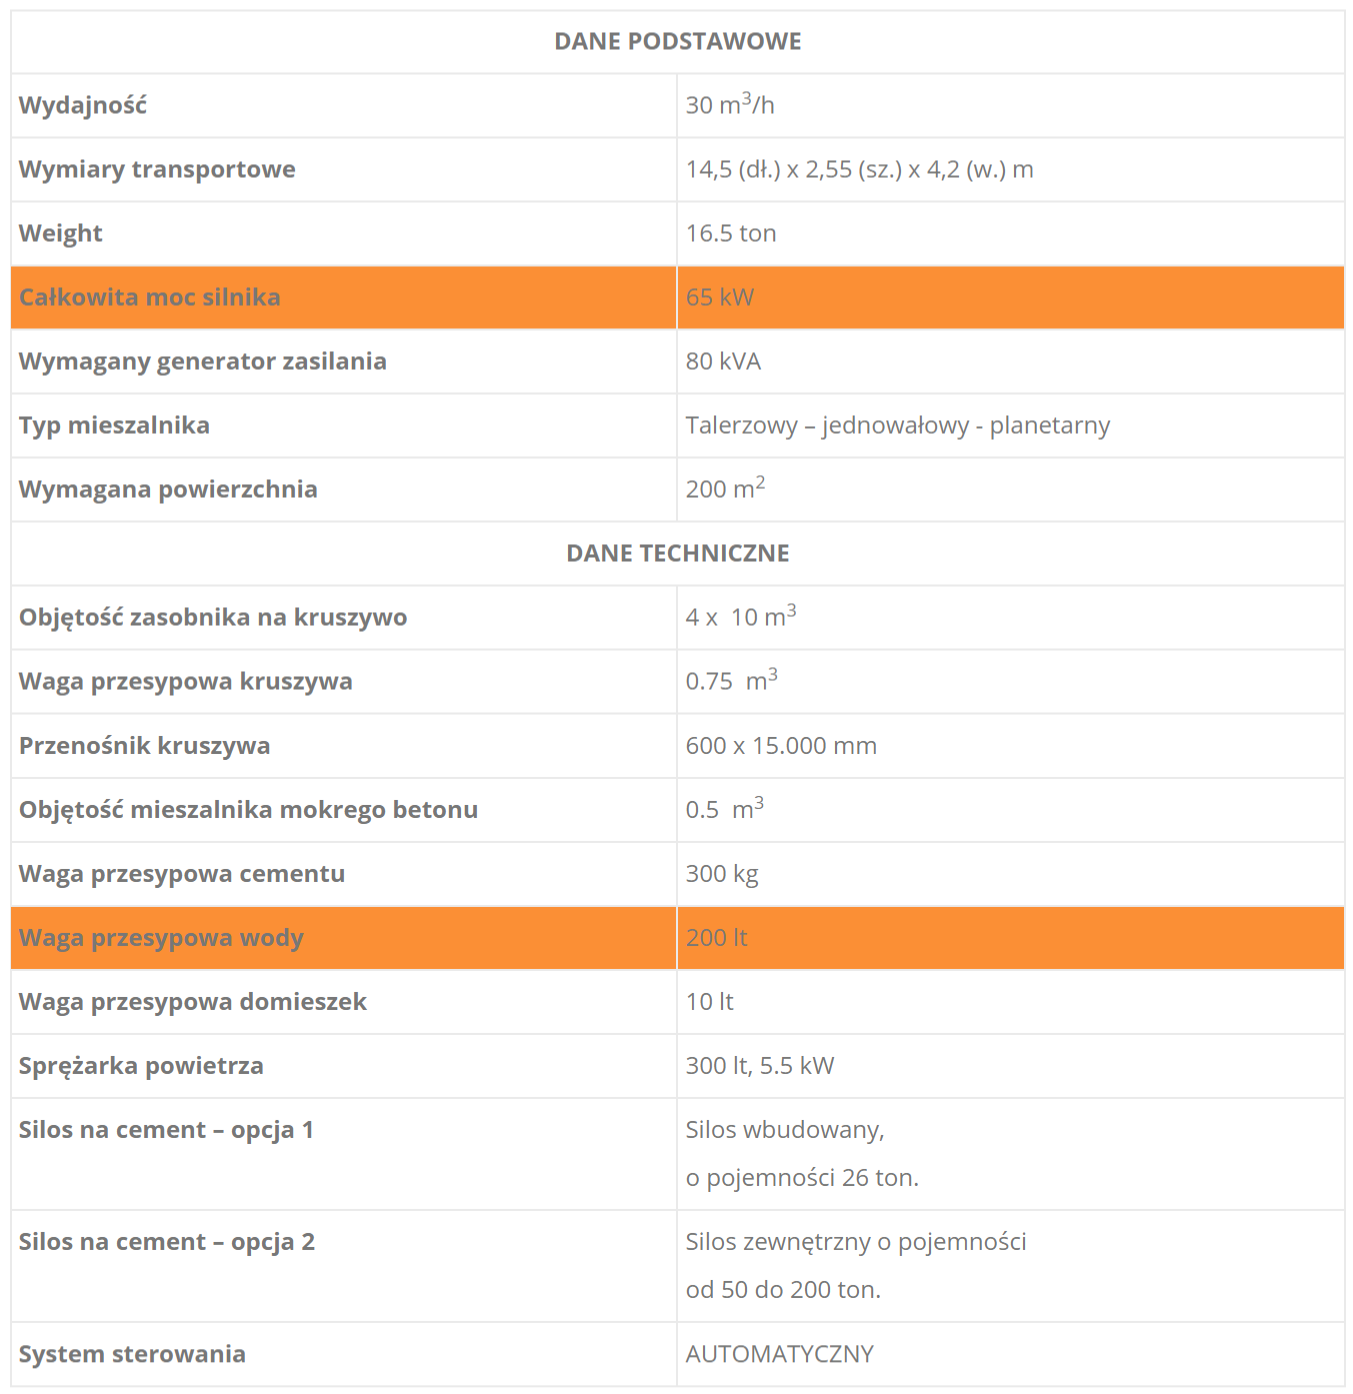 DANE PODSTAWOWE
Wydajność 30 m³/h
Wymiary transportowe 14,5 (dł.) x 2,55 (sz.) x 4,2 (w.) m
Weight 16.5 ton
Całkowita moc silnika 65 kW
Wymagany generator zasilania 80 kVA
Typ mieszalnika Talerzowy – jednowałowy - planetarny
Wymagana powierzchnia 200 m²
DANE TECHNICZNE
Objętość zasobnika na kruszywo 4 x  10 m³
Waga przesypowa kruszywa 0.75  m³
Przenośnik kruszywa 600 x 15.000 mm
Objętość mieszalnika mokrego betonu 0.5  m³
Waga przesypowa cementu 300 kg
Waga przesypowa wody 200 lt
Waga przesypowa domieszek 10 lt
Sprężarka powietrza 300 lt, 5.5 kW
Silos na cement – opcja 1 Silos wbudowany,
o pojemności 26 ton.
Silos na cement – opcja 2 Silos zewnętrzny o pojemności
od 50 do 200 ton.
System sterowania AUTOMATYCZNY